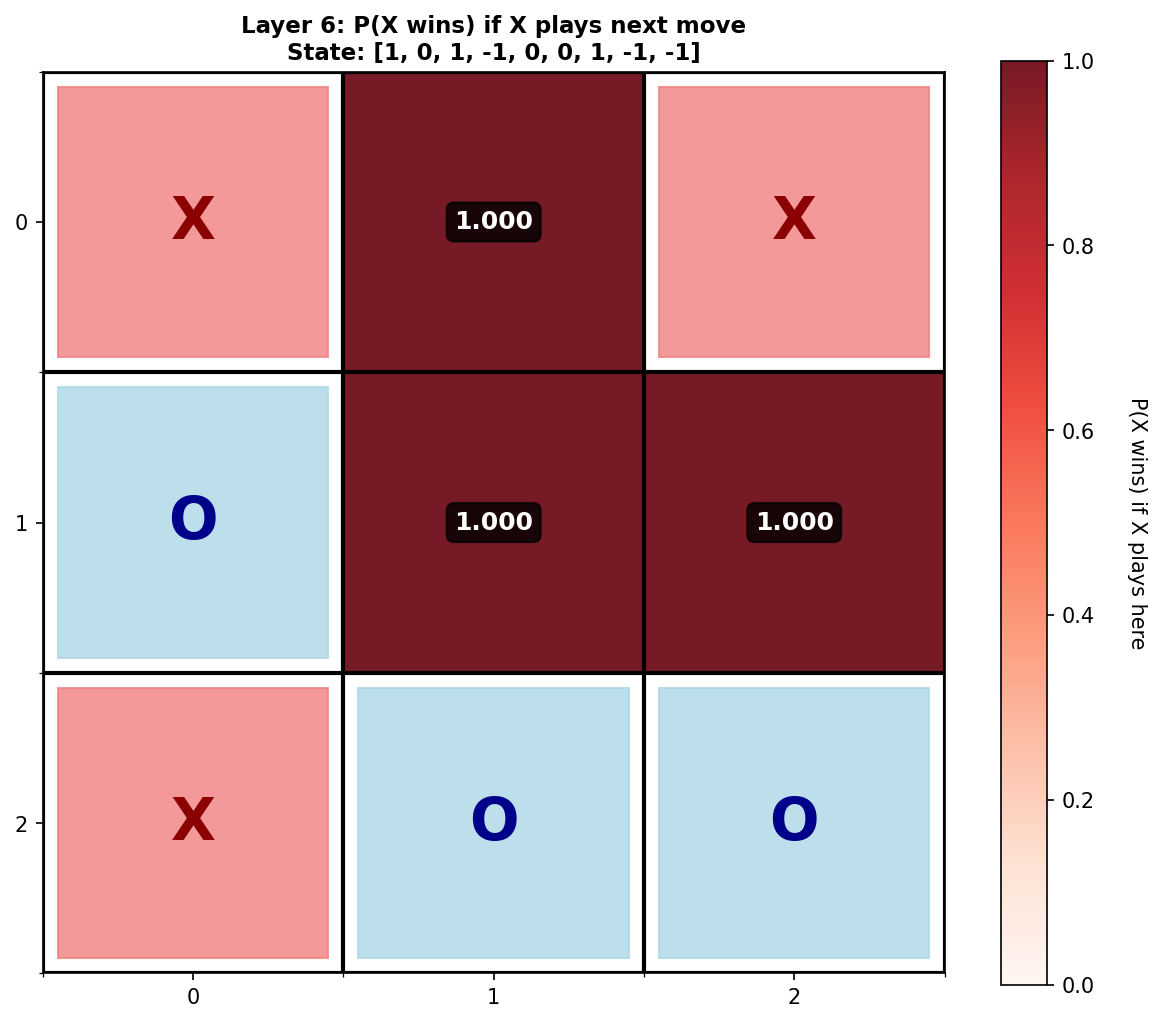 Layer 6: P(X wins) if X plays next move
State: [1, 0, 1, -1, 0, 0, 1, -1, -1]
X 1.000 X
O 1.000 1.000
X O O
0
1
2
0 1 2
1.0
0.8
0.6
0.4
0.2
0.0
P(X wins) if X plays here